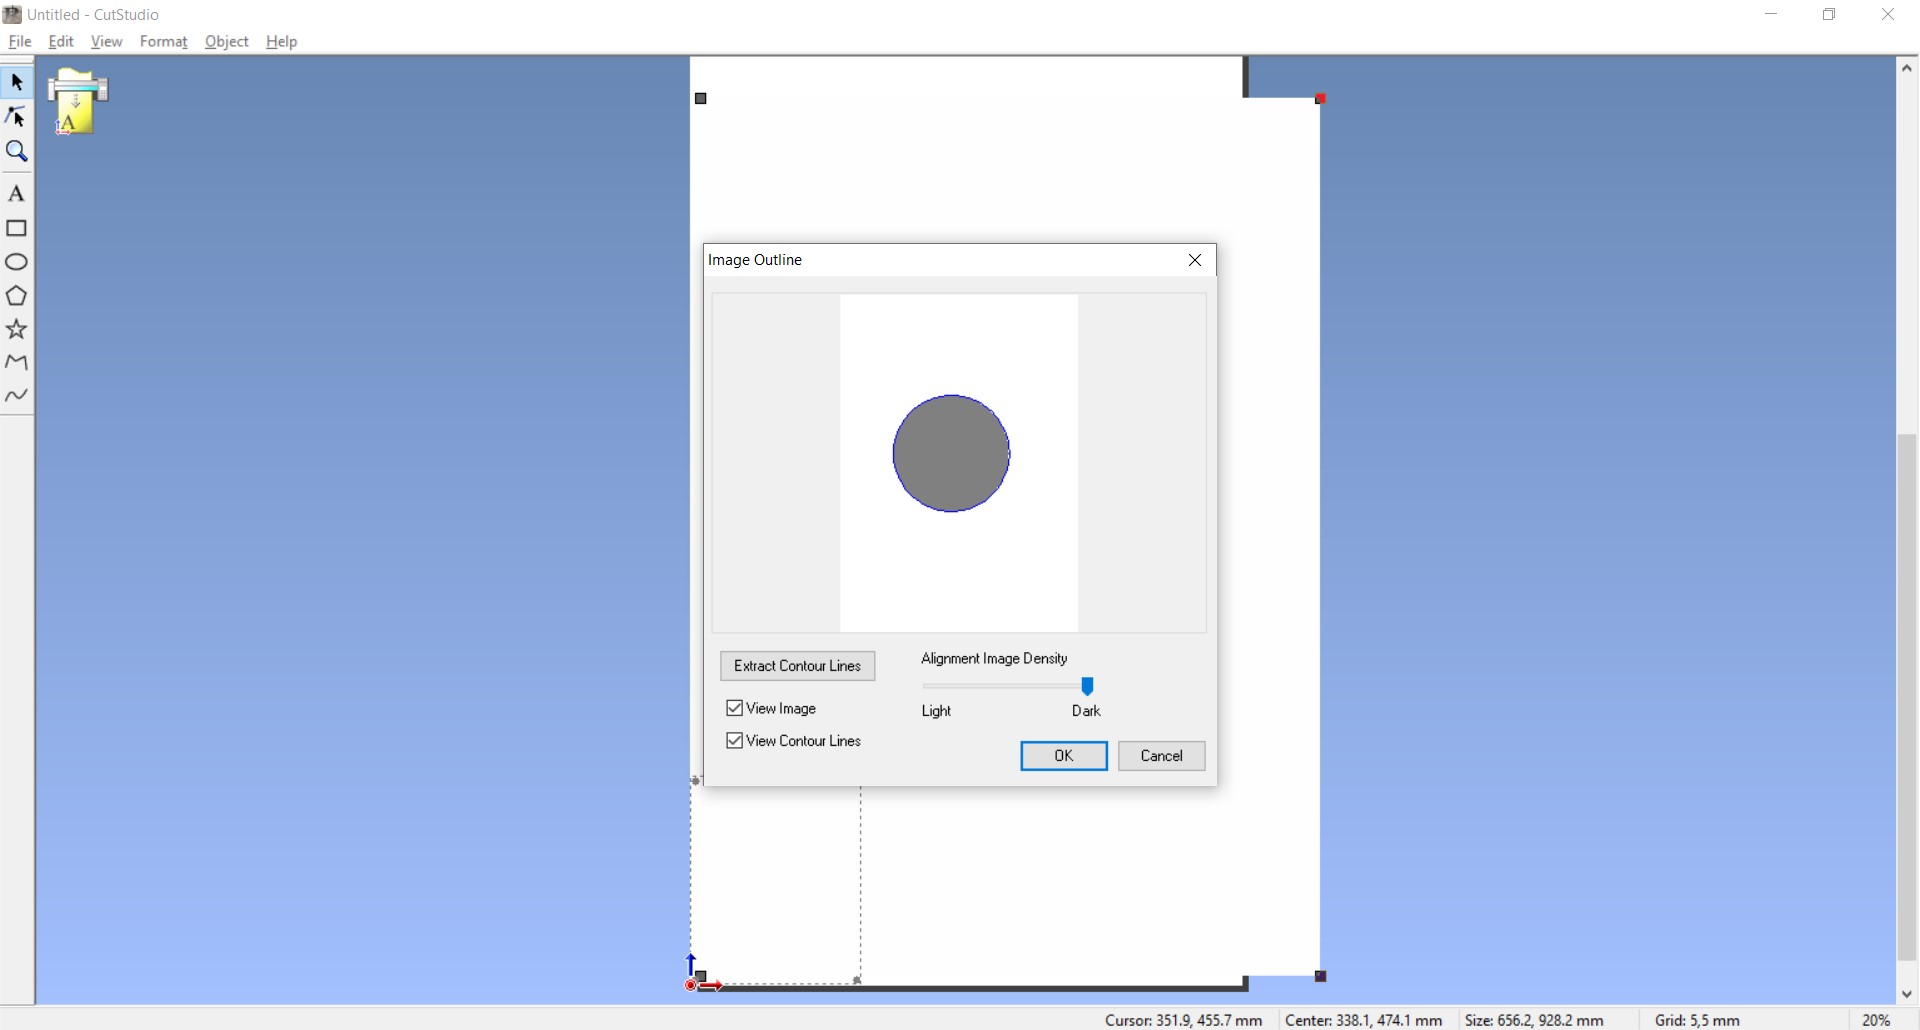 Untitled - CutStudio
File Edit View Format Object Help
A
A
Image Outline
Extract Contour Lines
Alignment Image Density
Light Dark
View Image
View Contour Lines
OK Cancel
Cursor: 351.9, 455.7 mm Center: 338.1, 474.1 mm Size: 656.2, 928.2 mm Grid: 5,5 mm 20%